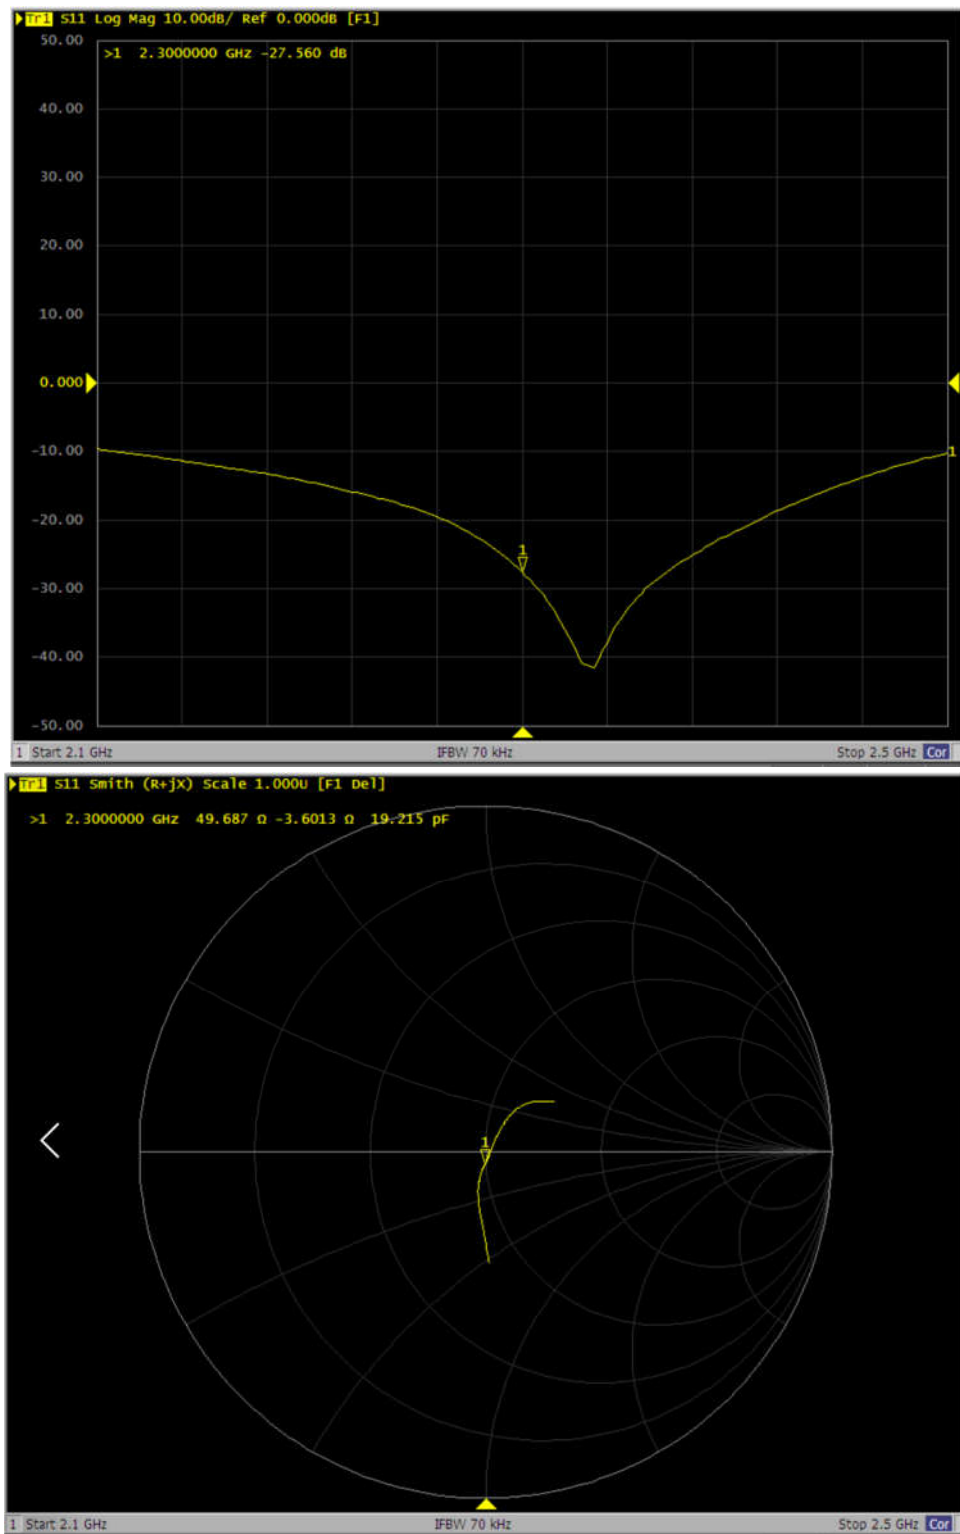 Tr1 S11 Log Mag 10.00dB/ Ref 0.000dB [F1]
50.00
>1 2.3000000 GHz -27.560 dB
40.00
30.00
20.00
10.00
0.000
-10.00
1
-20.00
1
-30.00
-40.00
-50.00
1 Start 2.1 GHz IFBW 70 kHz Stop 2.5 GHz Cor
Tr1 S11 Smith (R+jX) Scale 1.000U [F1 Del]
>1 2.3000000 GHz 49.687 Ω -3.6013 Ω 19.215 pF
1
1 Start 2.1 GHz IFBW 70 kHz Stop 2.5 GHz Cor